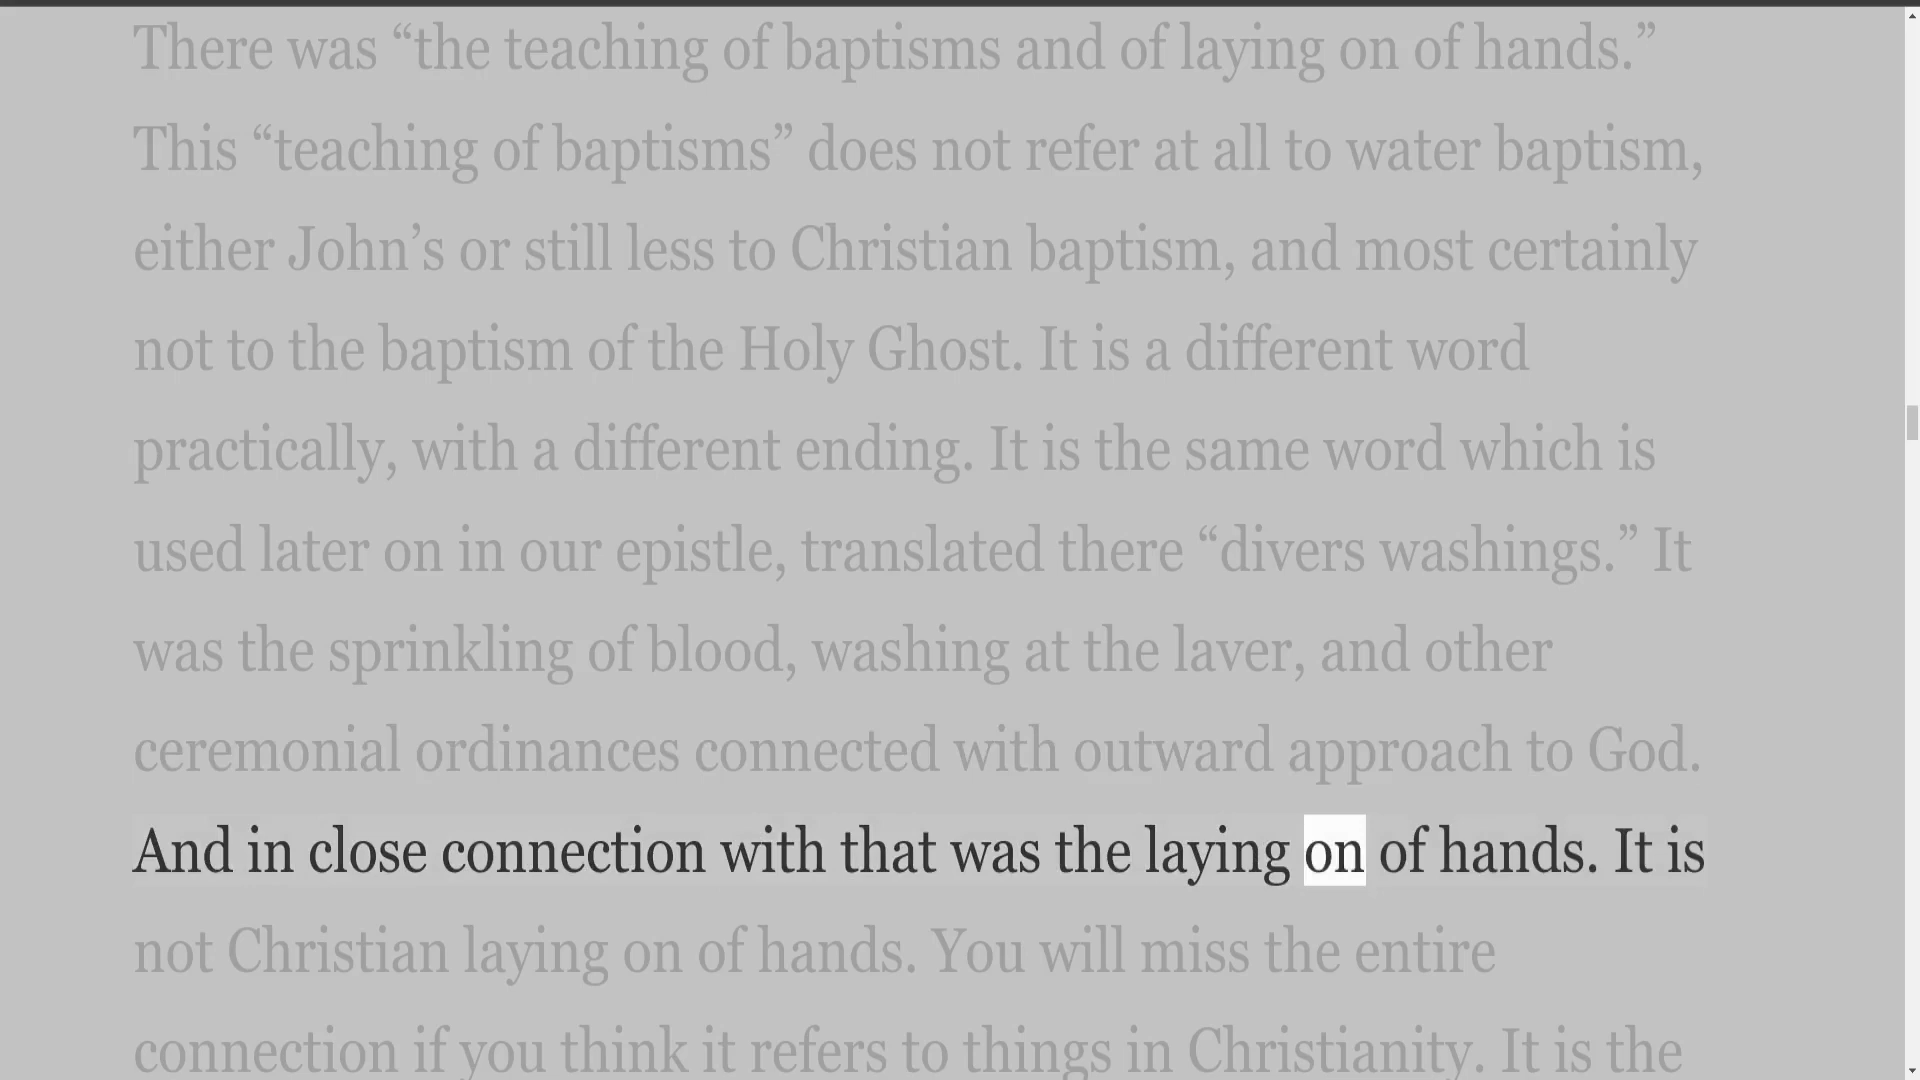 There was “the teaching of baptisms and of laying on of hands.”
This “teaching of baptisms” does not refer at all to water baptism,
either John’s or still less to Christian baptism, and most certainly
not to the baptism of the Holy Ghost. It is a different word
practically, with a different ending. It is the same word which is
used later on in our epistle, translated there “divers washings.” It
was the sprinkling of blood, washing at the laver, and other
ceremonial ordinances connected with outward approach to God.
And in close connection with that was the laying on of hands. It is
not Christian laying on of hands. You will miss the entire
connection if you think it refers to things in Christianity. It is the